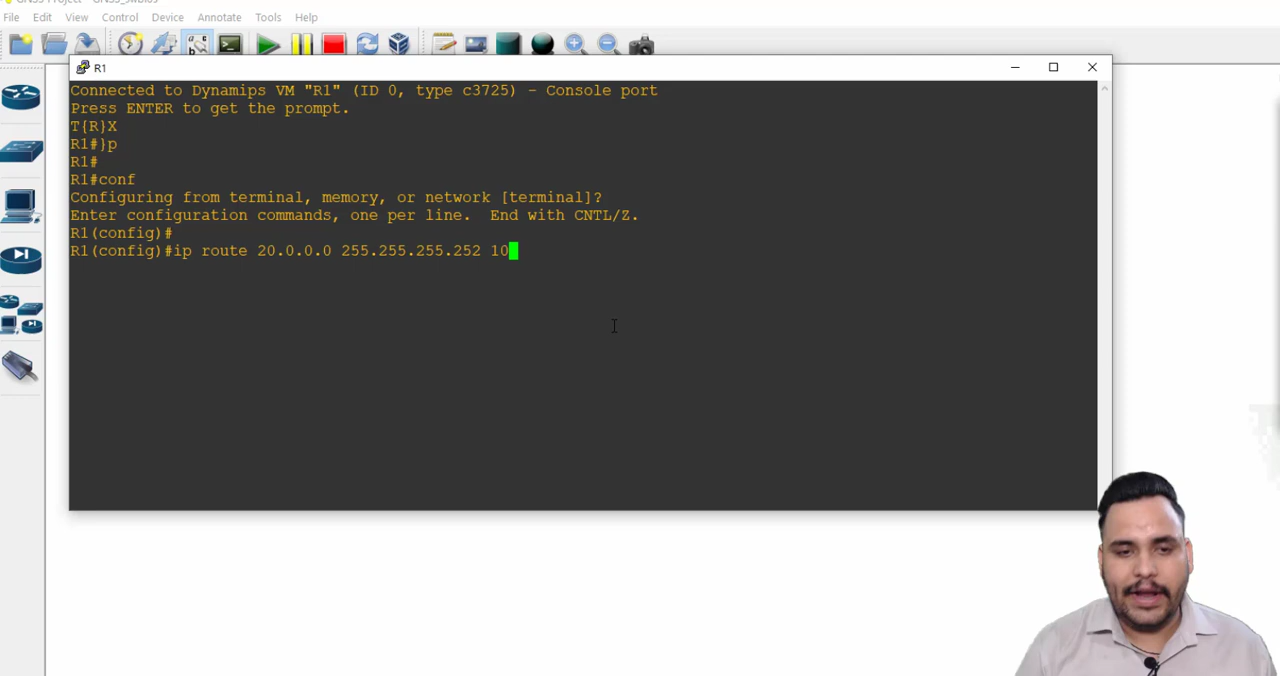 File Edit View Control Device Annotate Tools Help
R1
Connected to Dynamips VM "R1" (ID 0, type c3725) - Console port
Press ENTER to get the prompt.
T{R}X
R1#}p
R1#
R1#conf
Configuring from terminal, memory, or network [terminal]?
Enter configuration commands, one per line.  End with CNTL/Z.
R1(config)#
R1(config)#ip route 20.0.0.0 255.255.255.252 10